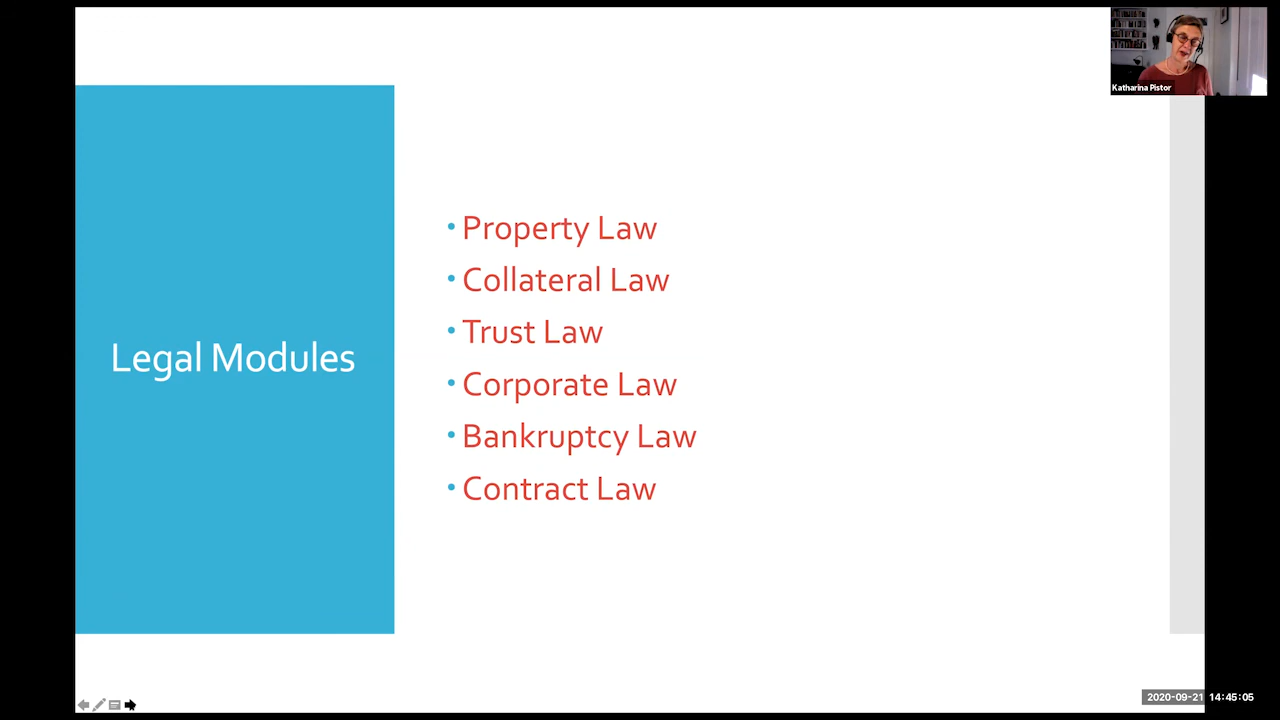 Katharina Pistor
Legal Modules
• Property Law
• Collateral Law
• Trust Law
• Corporate Law
• Bankruptcy Law
• Contract Law
2020-09-21 14:45:05